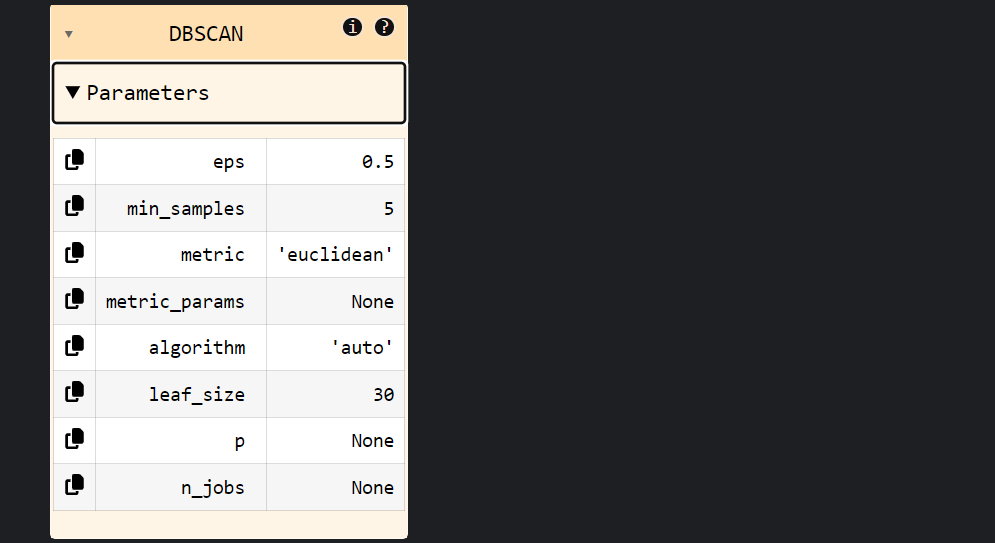 DBSCAN i ?
Parameters
eps 0.5
min_samples 5
metric 'euclidean'
metric_params None
algorithm 'auto'
leaf_size 30
p None
n_jobs None